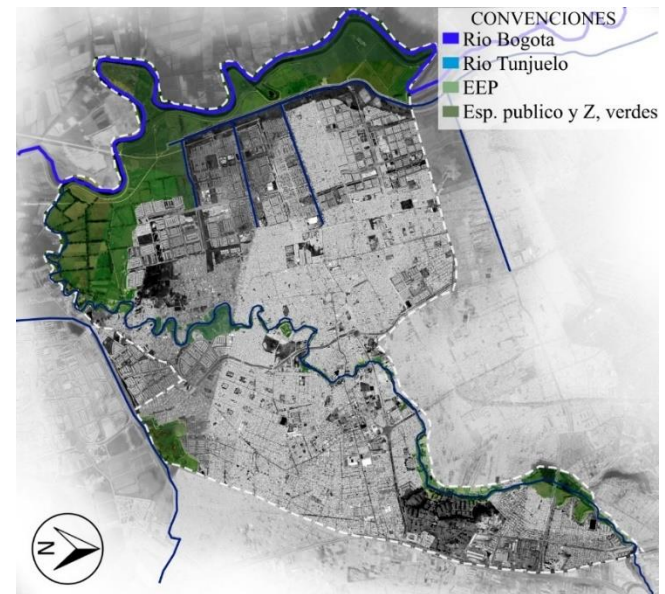 CONVENCIONES
Rio Bogota
Rio Tunjuelo
EEP
Esp. publico y Z, verdes
N